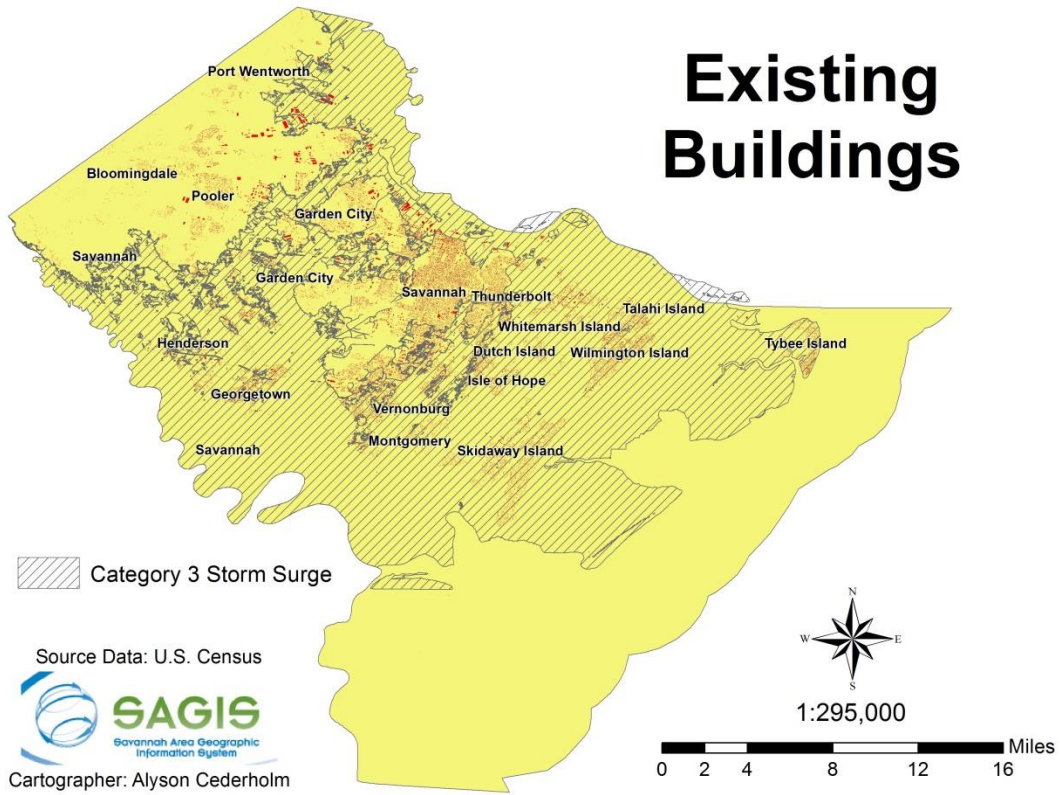 Existing
Buildings
Port Wentworth
Bloomingdale
Pooler
Garden City
Savannah
Garden City
Savannah
Thunderbolt
Talahi Island
Whitemarsh Island
Henderson
Dutch Island
Wilmington Island
Tybee Island
Isle of Hope
Georgetown
Vernonburg
Montgomery
Savannah
Skidaway Island
Category 3 Storm Surge
Source Data: U.S. Census
SAGIS
Savannah Area Geographic
Information System
Cartographer: Alyson Cederholm
N
W
E
S
1:295,000
Miles
0 2 4 8 12 16